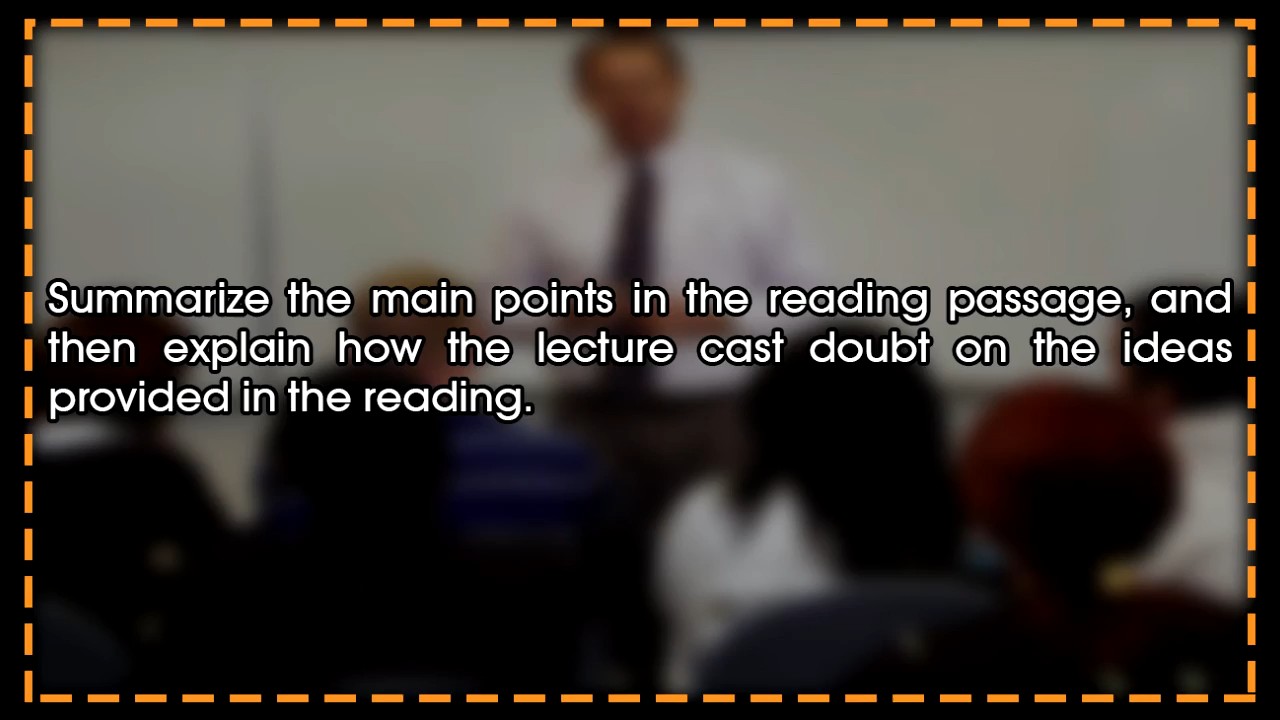 Summarize the main points in the reading passage, and
then explain how the lecture cast doubt on the ideas
provided in the reading.